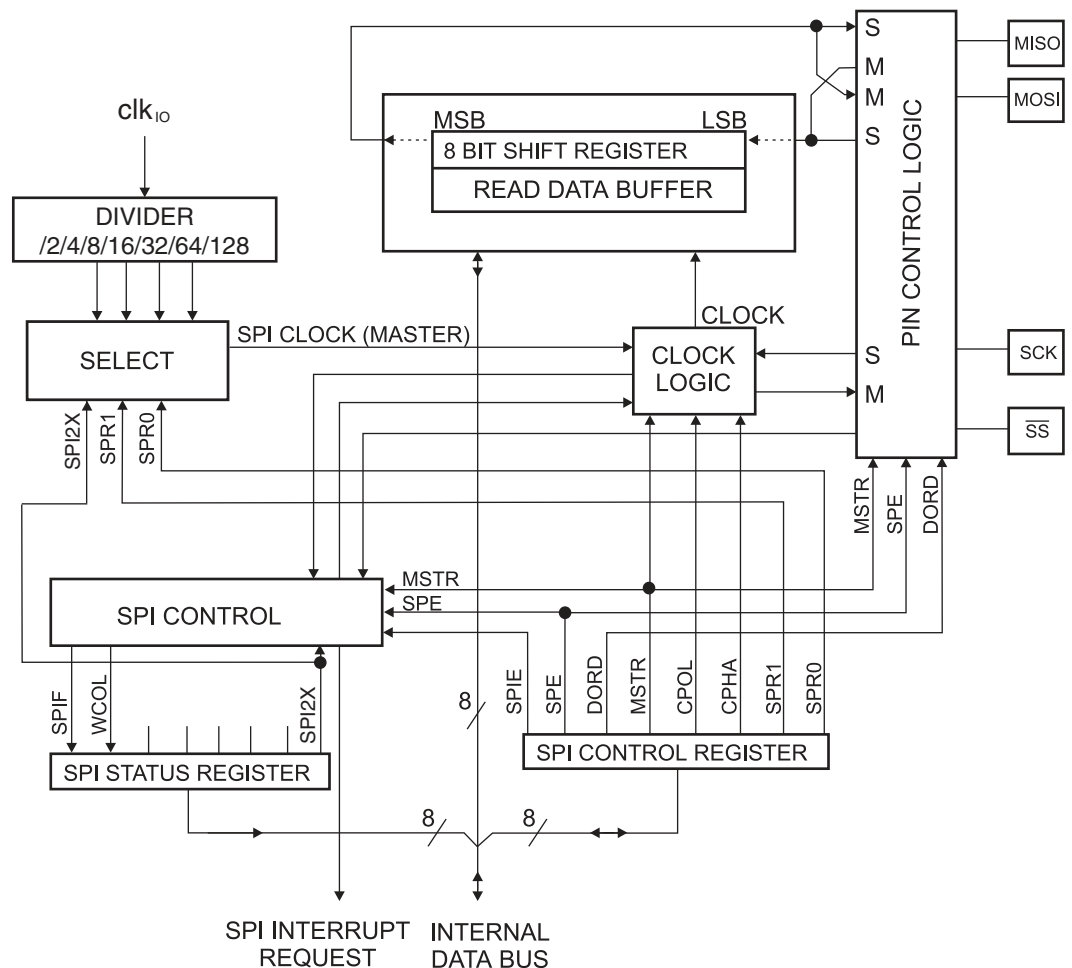 S
MISO
M
M
MOSI
clk IO
MSB
LSB
S
8 BIT SHIFT REGISTER
READ DATA BUFFER
DIVIDER
/2/4/8/16/32/64/128
PIN CONTROL LOGIC
SPI CLOCK (MASTER)
CLOCK
SELECT
CLOCK
LOGIC
S
M
SCK
SS
SPI2X
SPR1
SPR0
MSTR
SPE
DORD
MSTR
SPE
SPI CONTROL
SPIF
WCOL
SPI2X
8
SPIE
SPE
DORD
MSTR
CPOL
CPHA
SPR1
SPR0
SPI STATUS REGISTER
SPI CONTROL REGISTER
8
8
SPI INTERRUPT
REQUEST
INTERNAL
DATA BUS